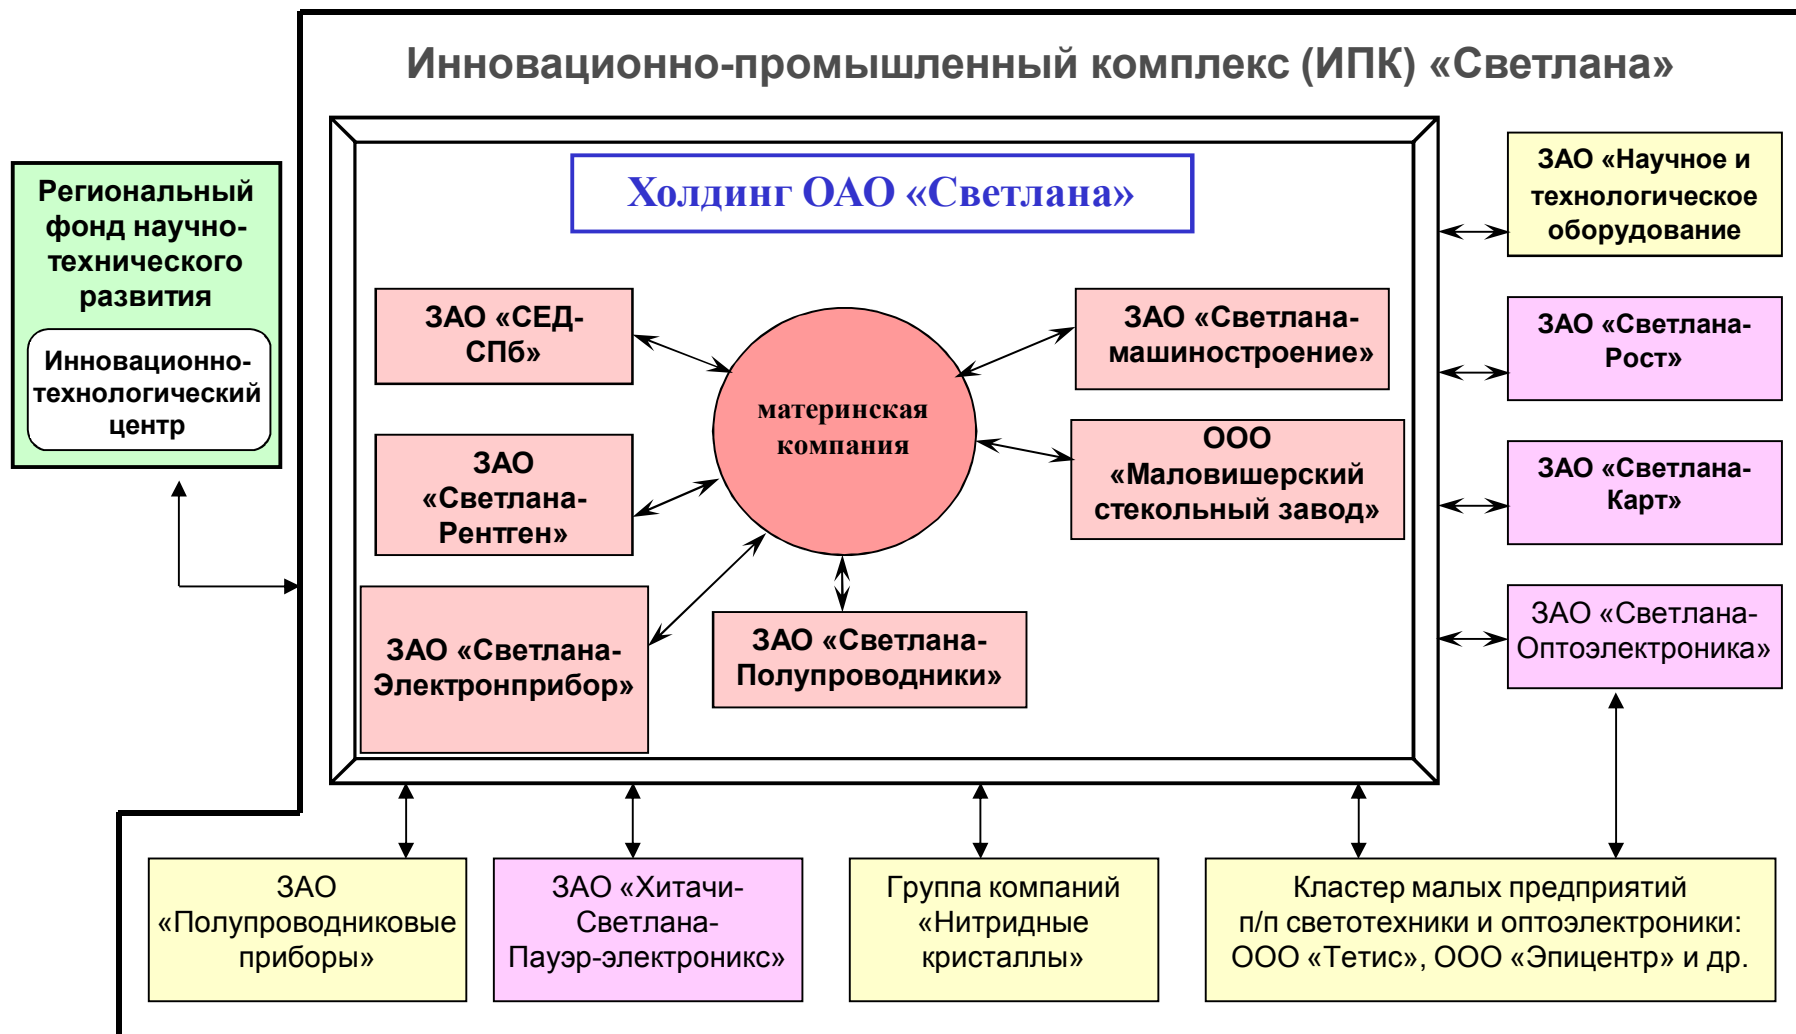 Инновационно-промышленный комплекс (ИПК) «Светлана»
Региональный
фонд научно-
технического
развития
Инновационно-
технологический
центр
Холдинг ОАО «Светлана»
ЗАО «СЕД-
СПб»
ЗАО
«Светлана-
Рентген»
ЗАО «Светлана-
Электронприбор»
материнская
компания
ЗАО «Светлана-
Полупроводники»
ЗАО «Светлана-
машиностроение»
ООО
«Маловишерский
стекольный завод»
ЗАО «Научное и
технологическое
оборудование
ЗАО «Светлана-
Рост»
ЗАО «Светлана-
Карт»
ЗАО «Светлана-
Оптоэлектроника»
ЗАО
«Полупроводниковые
приборы»
ЗАО «Хитачи-
Светлана-
Пауэр-электроникс»
Группа компаний
«Нитридные
кристаллы»
Кластер малых предприятий
п/п светотехники и оптоэлектроники:
ООО «Тетис», ООО «Эпицентр» и др.